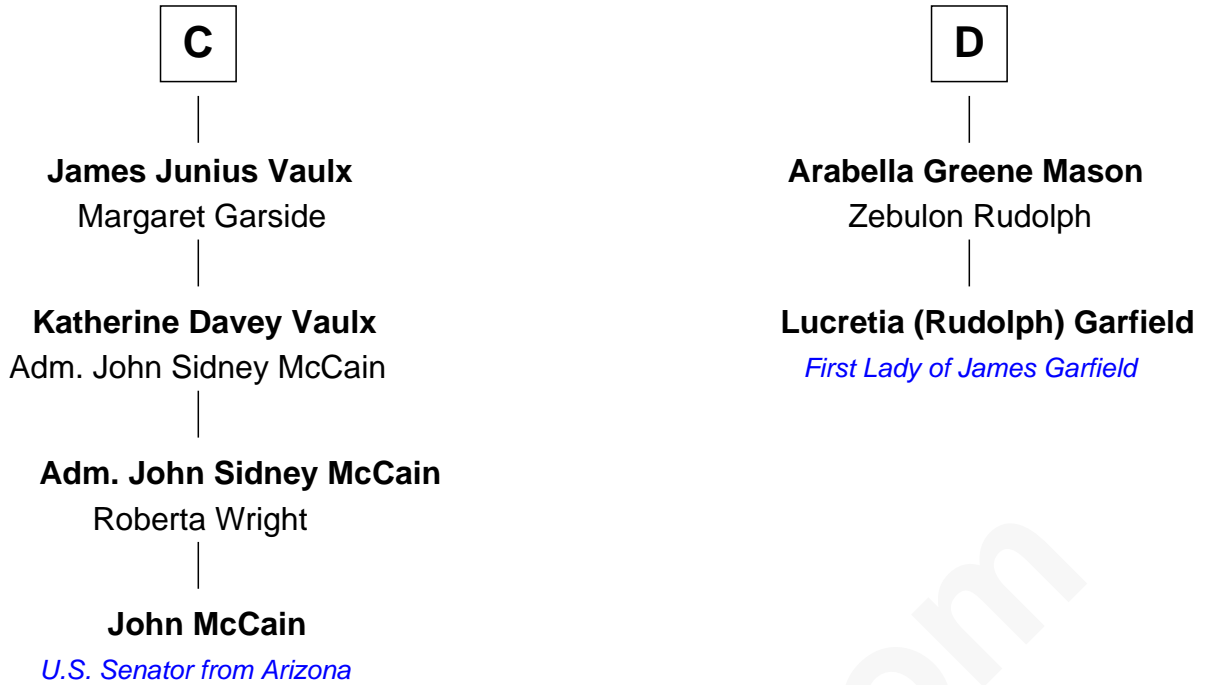 C
James Junius Vaulx
Margaret Garside
Katherine Davey Vaulx
Adm. John Sidney McCain
Adm. John Sidney McCain
Roberta Wright
John McCain
U.S. Senator from Arizona
D
Arabella Greene Mason
Zebulon Rudolph
Lucretia (Rudolph) Garfield
First Lady of James Garfield
om